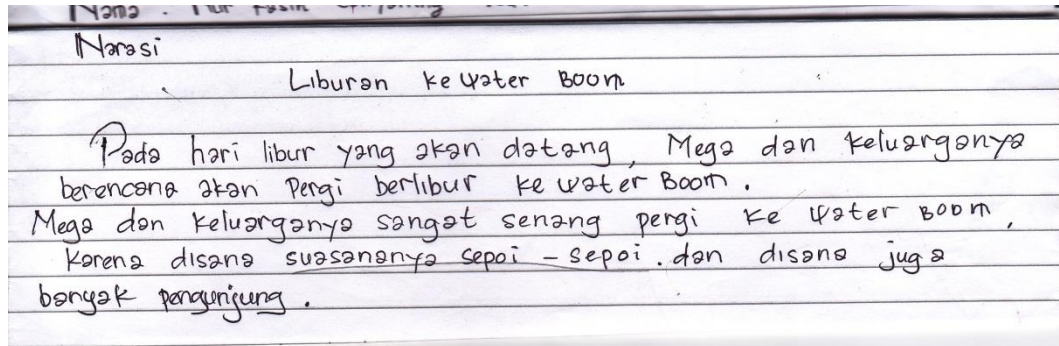 Nama : Nur
Narasi
Liburan ke Water Boom
Pada hari libur yang akan datang, Mega dan keluarganya
berencana akan pergi berlibur ke water Boom.
Mega dan keluarganya sangat senang pergi ke Water Boom,
Karena disana suasananya sepoi - sepoi. dan disana juga
banyak pengunjung.